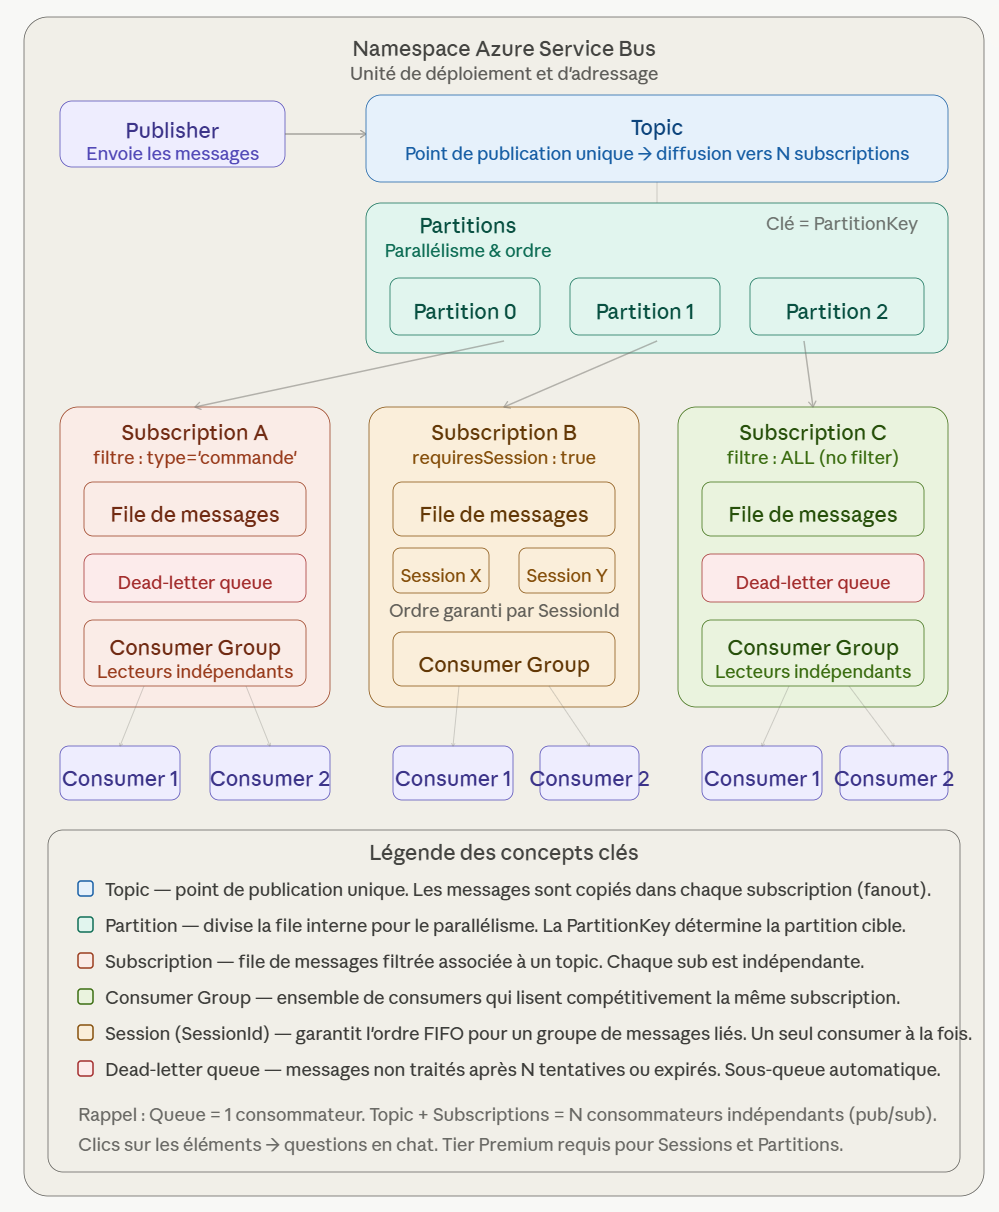 Namespace Azure Service Bus
Unité de déploiement et d'adressage
Publisher
Envoie les messages
Topic
Point de publication unique → diffusion vers N subscriptions
Partitions
Parallélisme & ordre
Clé = PartitionKey
Partition 0
Partition 1
Partition 2
Subscription A
filtre : type='commande'
File de messages
Dead-letter queue
Consumer Group
Lecteurs indépendants
Subscription B
requiresSession : true
File de messages
Session X
Session Y
Ordre garanti par SessionId
Consumer Group
Subscription C
filtre : ALL (no filter)
File de messages
Dead-letter queue
Consumer Group
Lecteurs indépendants
Consumer 1
Consumer 2
Consumer 1
Consumer 2
Consumer 1
Consumer 2
Légende des concepts clés
Topic — point de publication unique. Les messages sont copiés dans chaque subscription (fanout).
Partition — divise la file interne pour le parallélisme. La PartitionKey détermine la partition cible.
Subscription — file de messages filtrée associée à un topic. Chaque sub est indépendante.
Consumer Group — ensemble de consumers qui lisent compétitivement la même subscription.
Session (SessionId) — garantit l'ordre FIFO pour un groupe de messages liés. Un seul consumer à la fois.
Dead-letter queue — messages non traités après N tentatives ou expirés. Sous-queue automatique.
Rappel : Queue = 1 consommateur. Topic + Subscriptions = N consommateurs indépendants (pub/sub).
Clics sur les éléments → questions en chat. Tier Premium requis pour Sessions et Partitions.